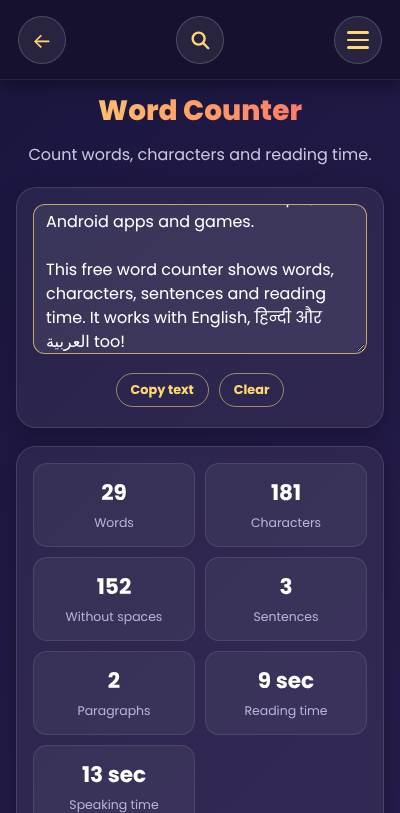 Word Counter
Count words, characters and reading time.
Android apps and games.
This free word counter shows words,
characters, sentences and reading
time. It works with English, हिन्दी और
العربية too!
Copy text
Clear
29
Words
181
Characters
152
Without spaces
3
Sentences
2
Paragraphs
9 sec
Reading time
13 sec
Speaking time